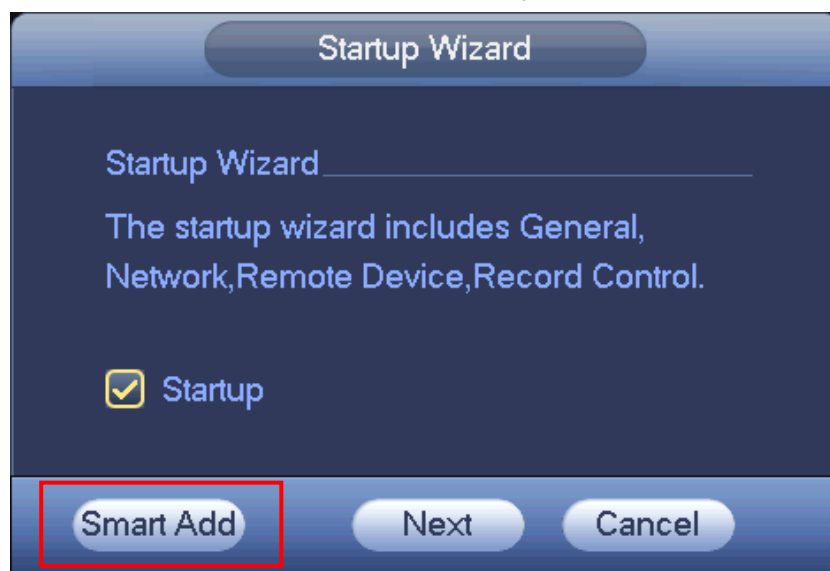 Startup Wizard
Startup Wizard
The startup wizard includes General,
Network,Remote Device,Record Control.
Startup
Smart Add
Next
Cancel